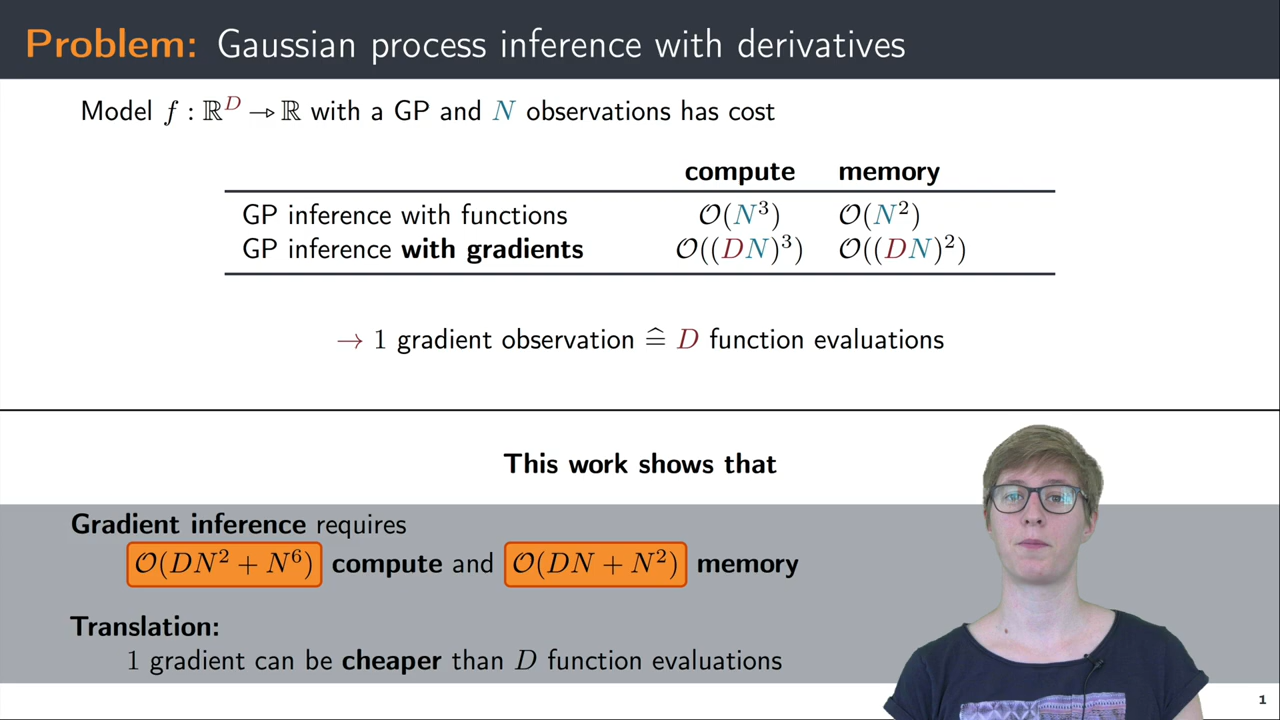 Problem: Gaussian process inference with derivatives
Model f : ℝᴰ ⇾ ℝ with a GP and N observations has cost
compute memory
GP inference with functions 𝒪(N³) 𝒪(N²)
GP inference with gradients 𝒪((DN)³) 𝒪((DN)²)
→ 1 gradient observation ≙ D function evaluations
This work shows that
Gradient inference requires
𝒪(DN² + N⁶) compute and 𝒪(DN + N²) memory
Translation:
1 gradient can be cheaper than D function evaluations
1